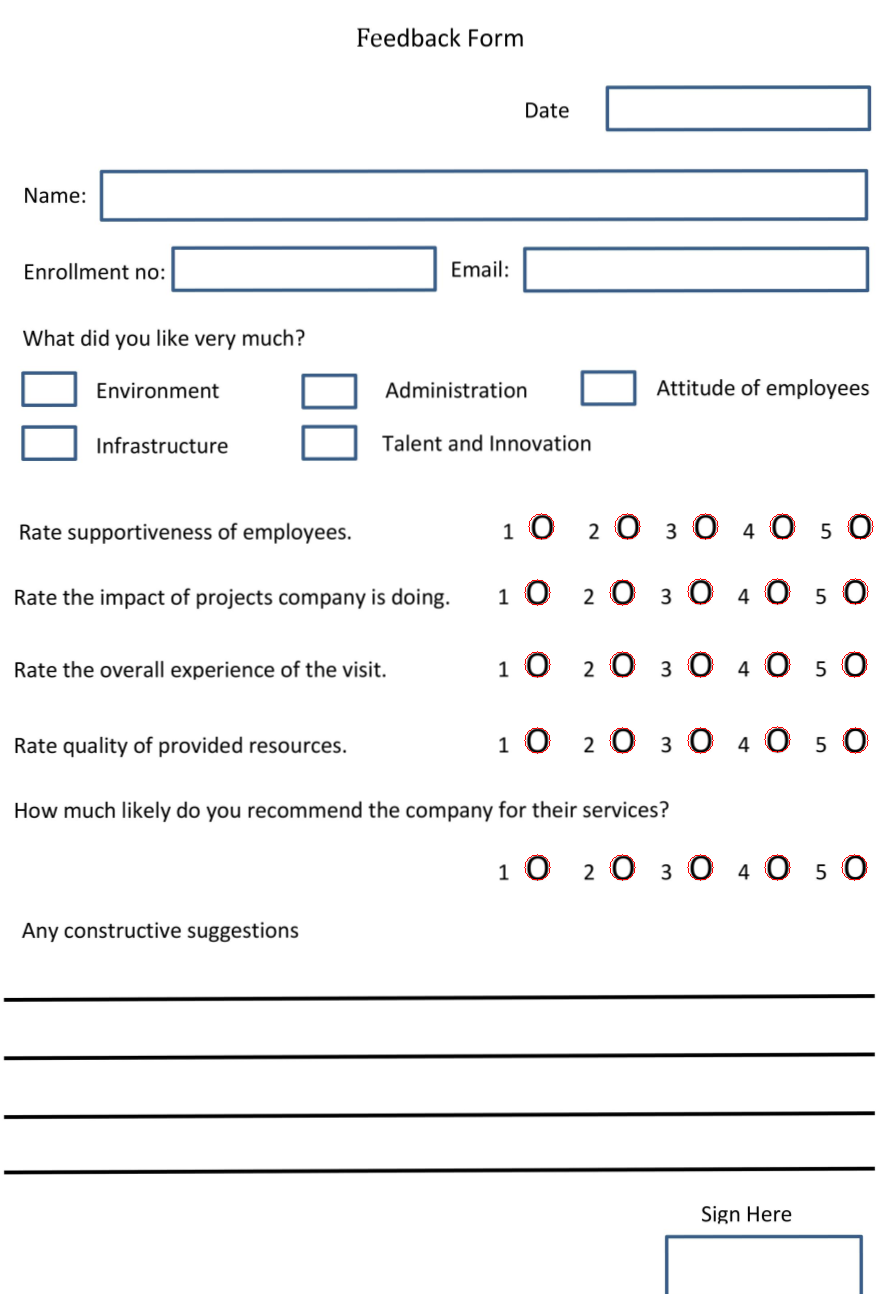 Feedback Form
Date
Name:
Enrollment no: Email:
What did you like very much?
Environment Administration Attitude of employees
Infrastructure Talent and Innovation
Rate supportiveness of employees. 1 O 2 O 3 O 4 O 5 O
Rate the impact of projects company is doing. 1 O 2 O 3 O 4 O 5 O
Rate the overall experience of the visit. 1 O 2 O 3 O 4 O 5 O
Rate quality of provided resources. 1 O 2 O 3 O 4 O 5 O
How much likely do you recommend the company for their services?
1 O 2 O 3 O 4 O 5 O
Any constructive suggestions
Sign Here